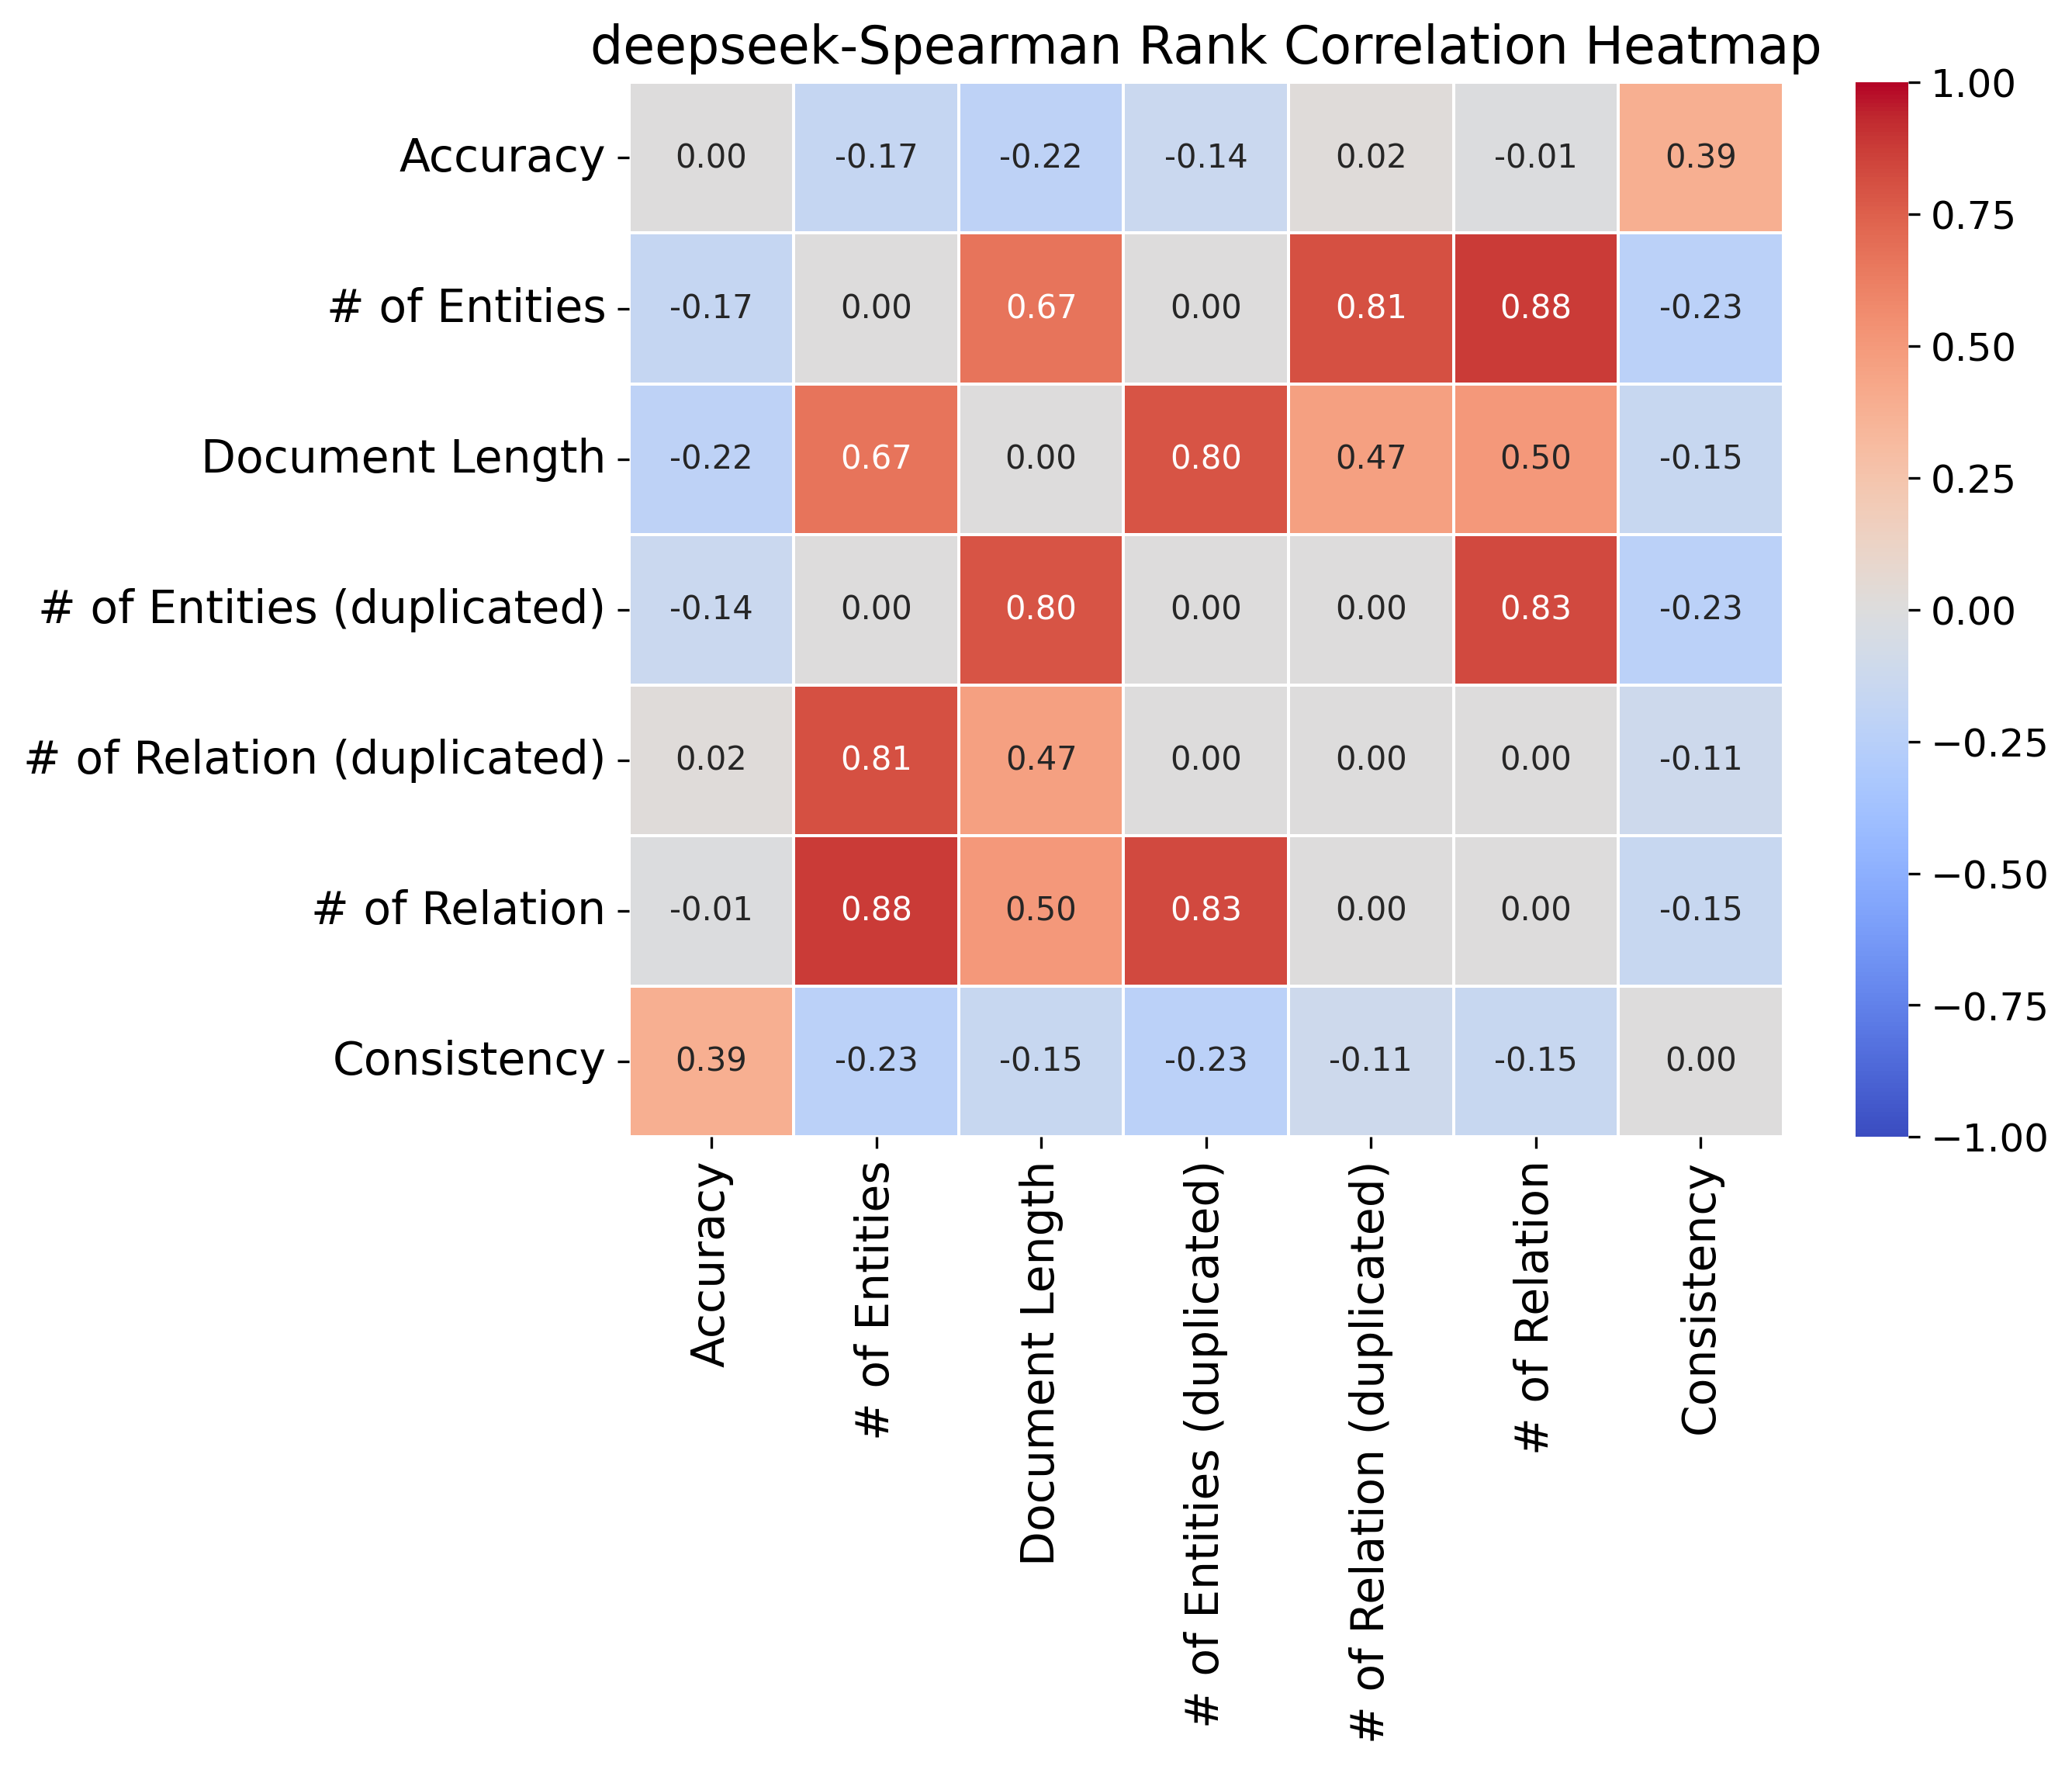 deepseek-Spearman Rank Correlation Heatmap
Accuracy 0.00 -0.17 -0.22 -0.14 0.02 -0.01 0.39
# of Entities -0.17 0.00 0.67 0.00 0.81 0.88 -0.23
Document Length -0.22 0.67 0.00 0.80 0.47 0.50 -0.15
# of Entities (duplicated) -0.14 0.00 0.80 0.00 0.00 0.83 -0.23
# of Relation (duplicated) 0.02 0.81 0.47 0.00 0.00 0.00 -0.11
# of Relation -0.01 0.88 0.50 0.83 0.00 0.00 -0.15
Consistency 0.39 -0.23 -0.15 -0.23 -0.11 -0.15 0.00
Accuracy
# of Entities
Document Length
# of Entities (duplicated)
# of Relation (duplicated)
# of Relation
Consistency
1.00
0.75
0.50
0.25
0.00
−0.25
−0.50
−0.75
−1.00